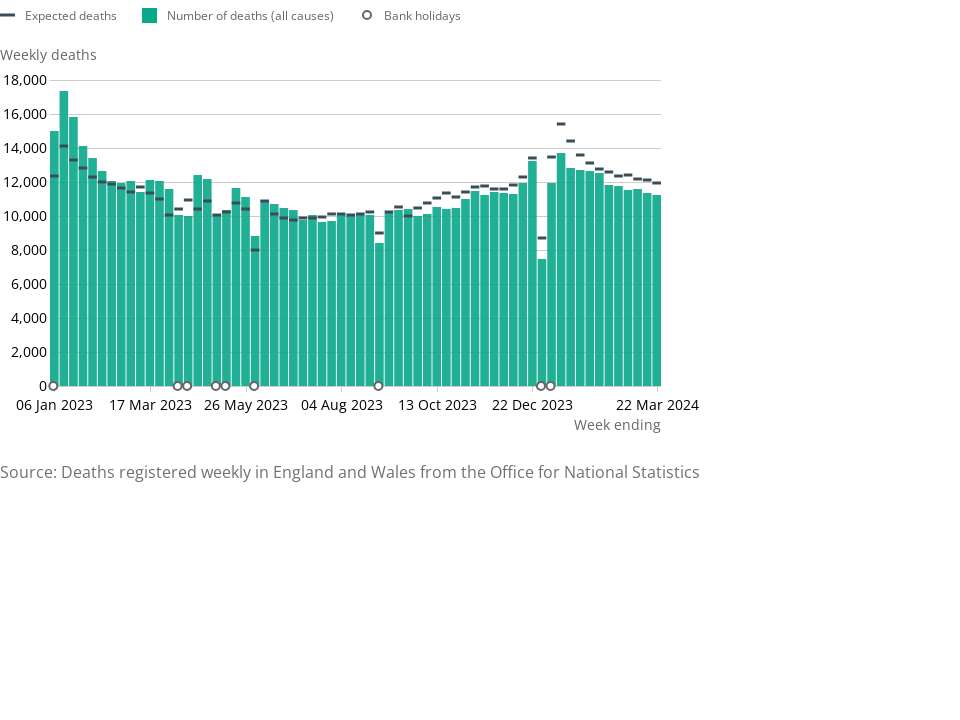 Expected deaths Number of deaths (all causes) Bank holidays
Weekly deaths
18,000
16,000
14,000
12,000
10,000
8,000
6,000
4,000
2,000
0
06 Jan 2023 17 Mar 2023 26 May 2023 04 Aug 2023 13 Oct 2023 22 Dec 2023 22 Mar 2024
Week ending
Source: Deaths registered weekly in England and Wales from the Office for National Statistics